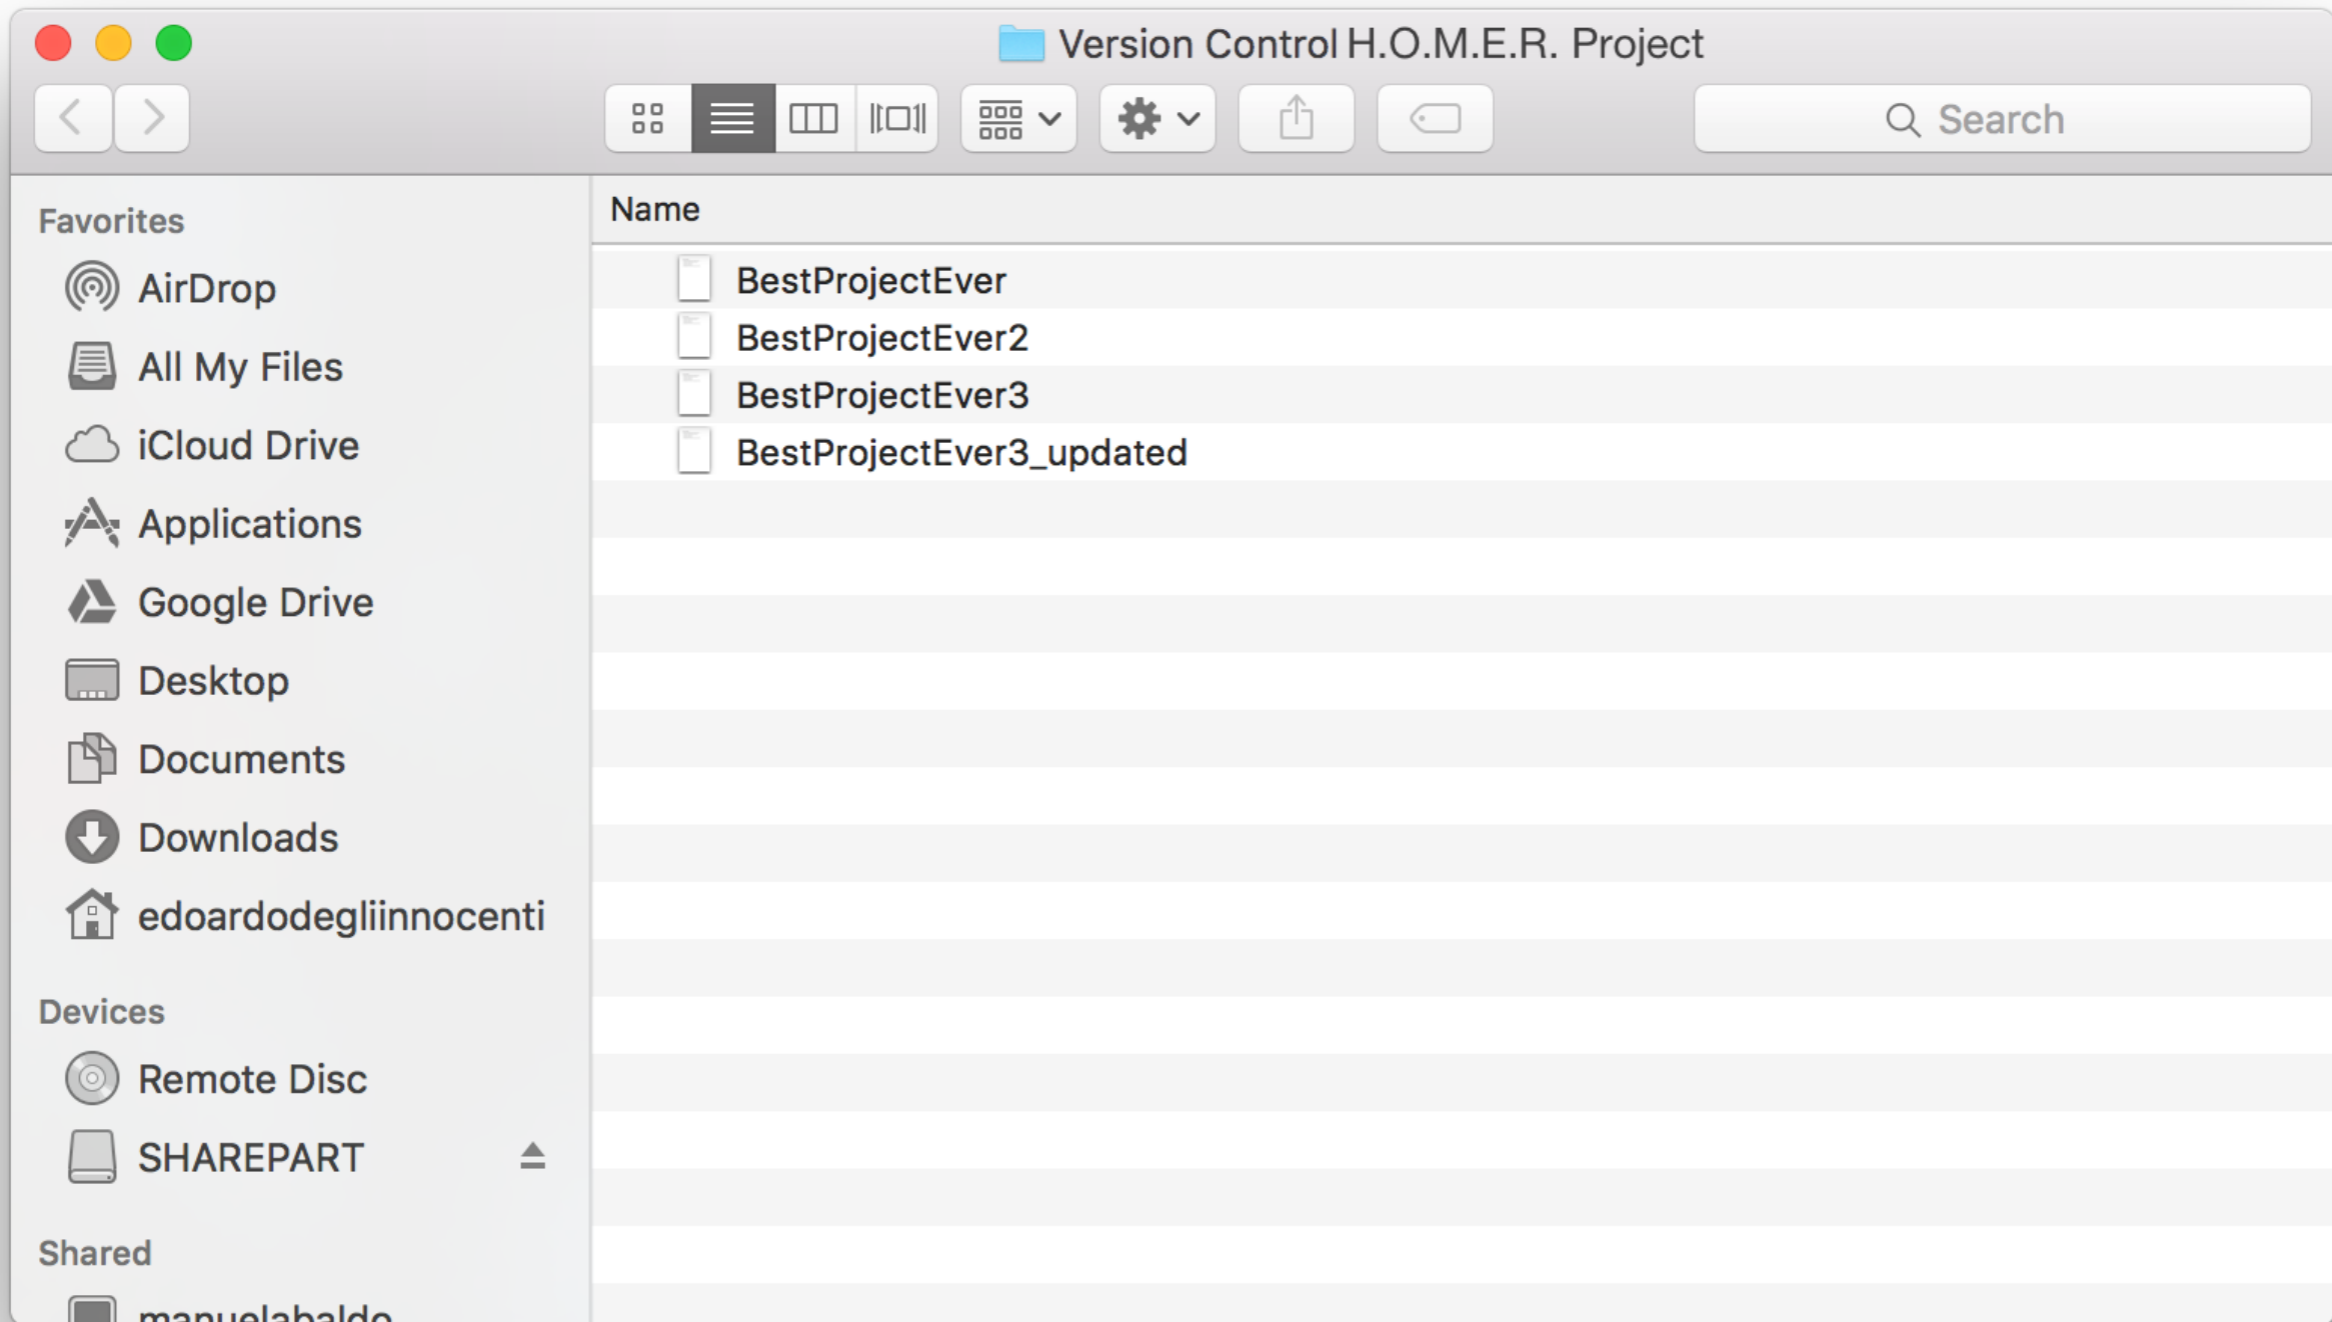 Version Control H.O.M.E.R. Project
Search
Favorites
AirDrop
All My Files
iCloud Drive
Applications
Google Drive
Desktop
Documents
Downloads
edoardodegliinnocenti
Devices
Remote Disc
SHAREPART
Shared
manuelabaldo
Name
BestProjectEver
BestProjectEver2
BestProjectEver3
BestProjectEver3_updated